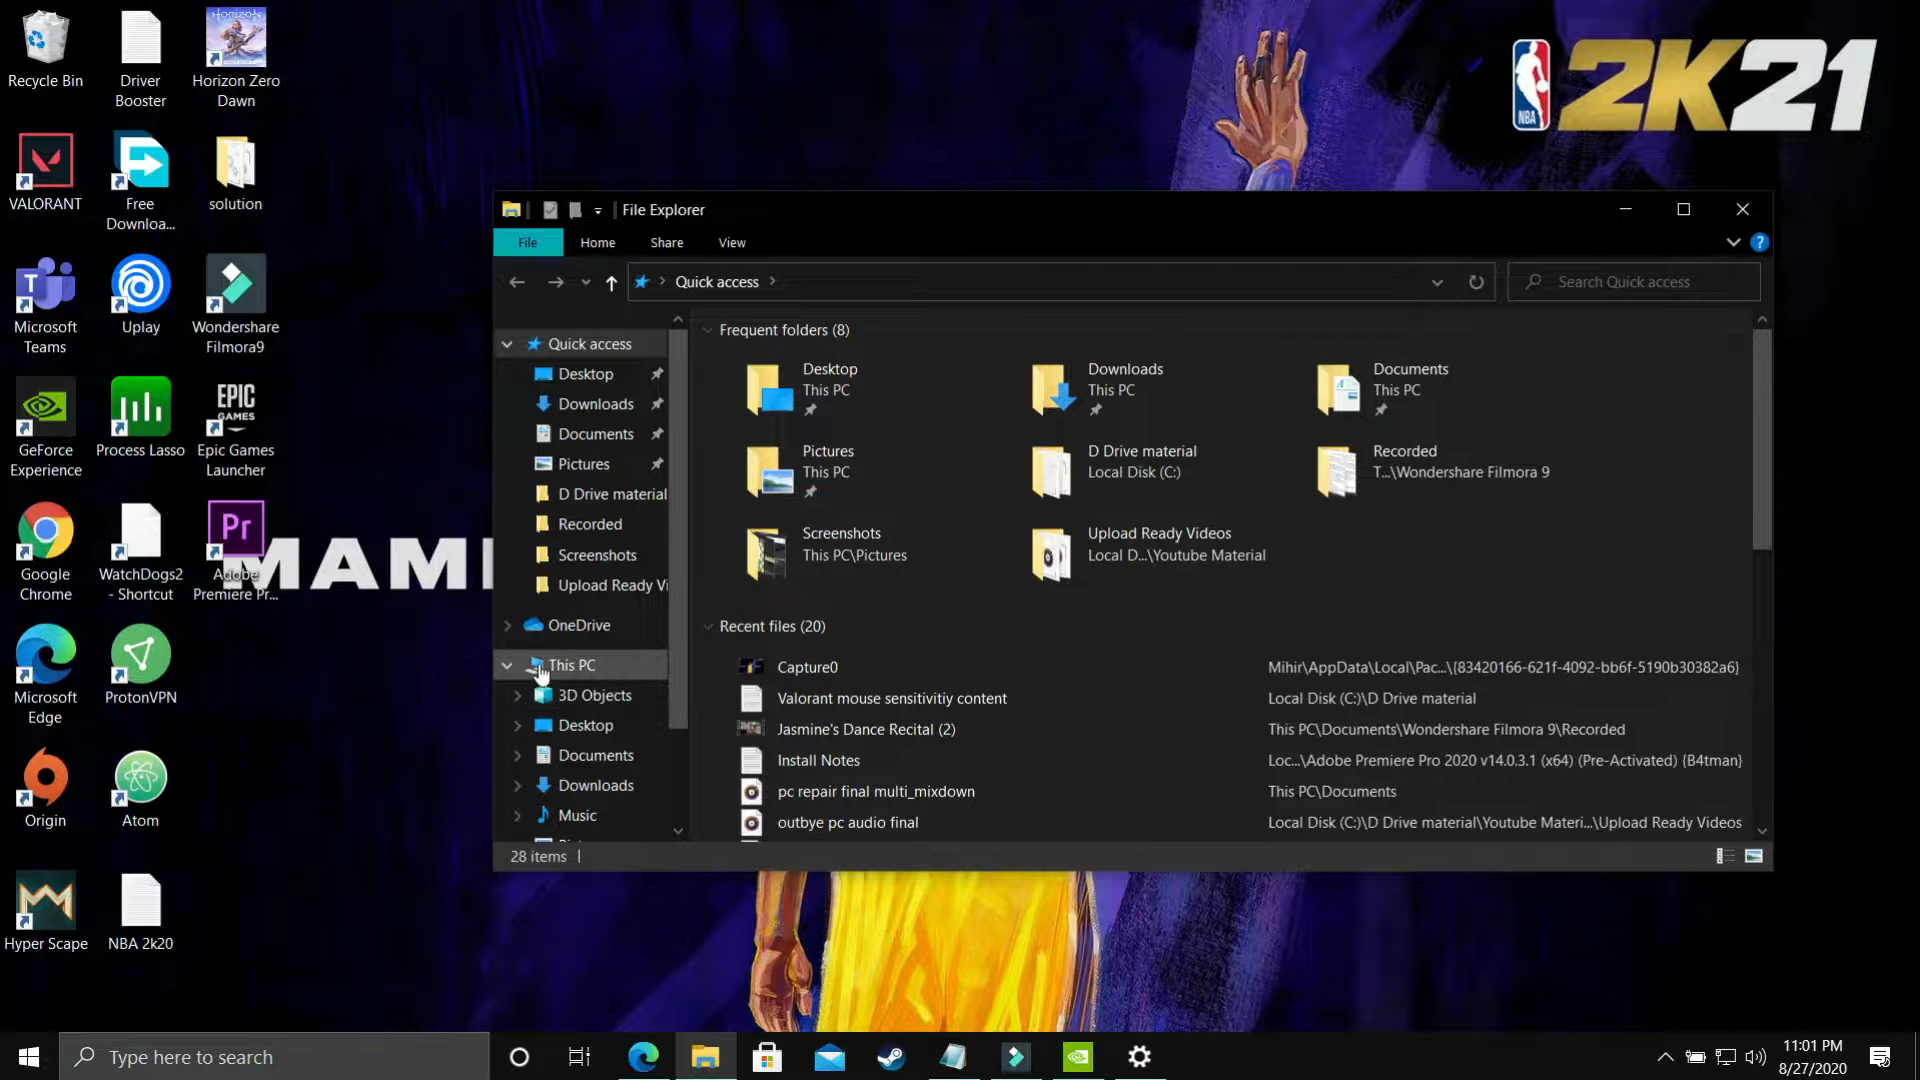 Recycle Bin
Driver
Booster
Horizon Zero
Dawn
VALORANT
Free
Downloa...
solution
Microsoft
Teams
Uplay
Wondershare
Filmora9
GeForce
Experience
Process Lasso
EPIC
GAMES
Epic Games
Launcher
Google
Chrome
WatchDogs2
- Shortcut
Pr
Adobe
Premiere Pr...
Microsoft
Edge
ProtonVPN
Origin
Atom
Hyper Scape
NBA 2k20
NBA
2K21
File Explorer
File
Home
Share
View
?
Quick access
Search Quick access
Quick access
Desktop
Downloads
Documents
Pictures
D Drive material
Recorded
Screenshots
Upload Ready Vi
OneDrive
This PC
3D Objects
Desktop
Documents
Downloads
Music
Frequent folders (8)
Desktop
This PC
Downloads
This PC
Documents
This PC
Pictures
This PC
D Drive material
Local Disk (C:)
Recorded
T...\Wondershare Filmora 9
Screenshots
This PC\Pictures
Upload Ready Videos
Local D...\Youtube Material
Recent files (20)
Capture0 Mihir\AppData\Local\Pac...\{83420166-621f-4092-bb6f-5190b30382a6}
Valorant mouse sensitivitiy content Local Disk (C:)\D Drive material
Jasmine's Dance Recital (2) This PC\Documents\Wondershare Filmora 9\Recorded
Install Notes Loc...\Adobe Premiere Pro 2020 v14.0.3.1 (x64) (Pre-Activated) {B4tman}
pc repair final multi_mixdown This PC\Documents
outbye pc audio final Local Disk (C:)\D Drive material\Youtube Materi...\Upload Ready Videos
28 items
Type here to search
11:01 PM
8/27/2020